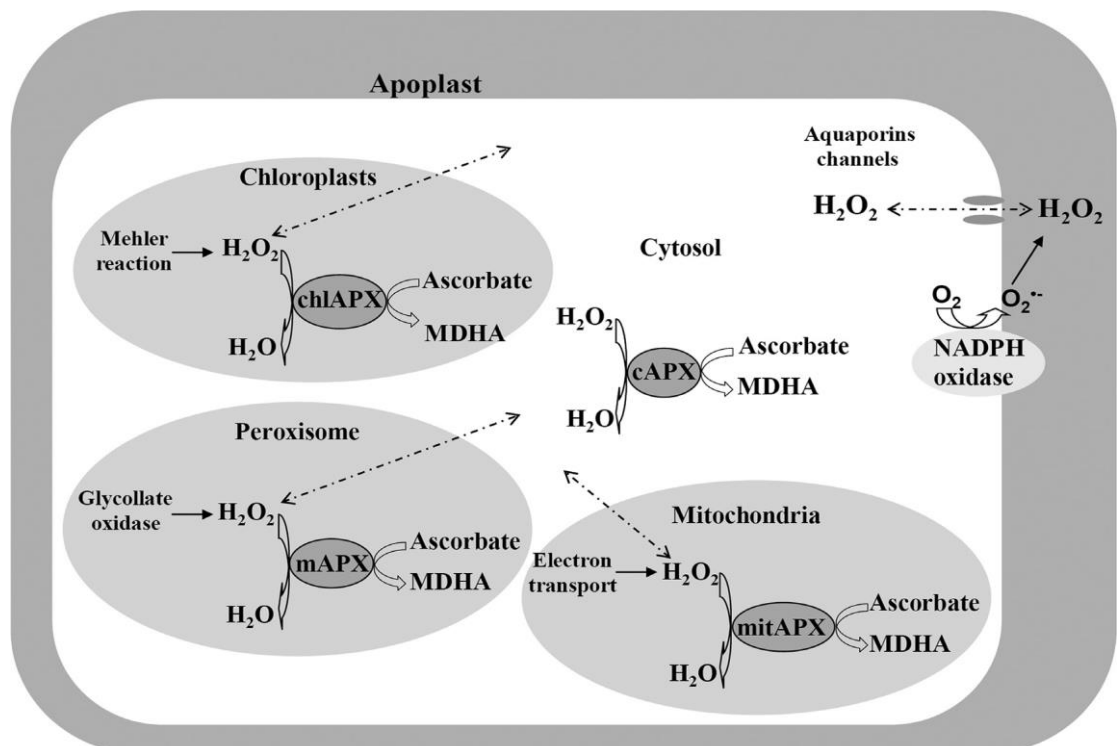 Apoplast
Aquaporins
channels
H₂O₂
H₂O₂
O₂
O₂•-
NADPH
oxidase
Chloroplasts
Mehler
reaction
H₂O₂
chlAPX
Ascorbate
MDHA
H₂O
Cytosol
H₂O₂
cAPX
Ascorbate
MDHA
H₂O
Peroxisome
Glycollate
oxidase
H₂O₂
mAPX
Ascorbate
MDHA
H₂O
Mitochondria
Electron
transport
H₂O₂
mitAPX
Ascorbate
MDHA
H₂O